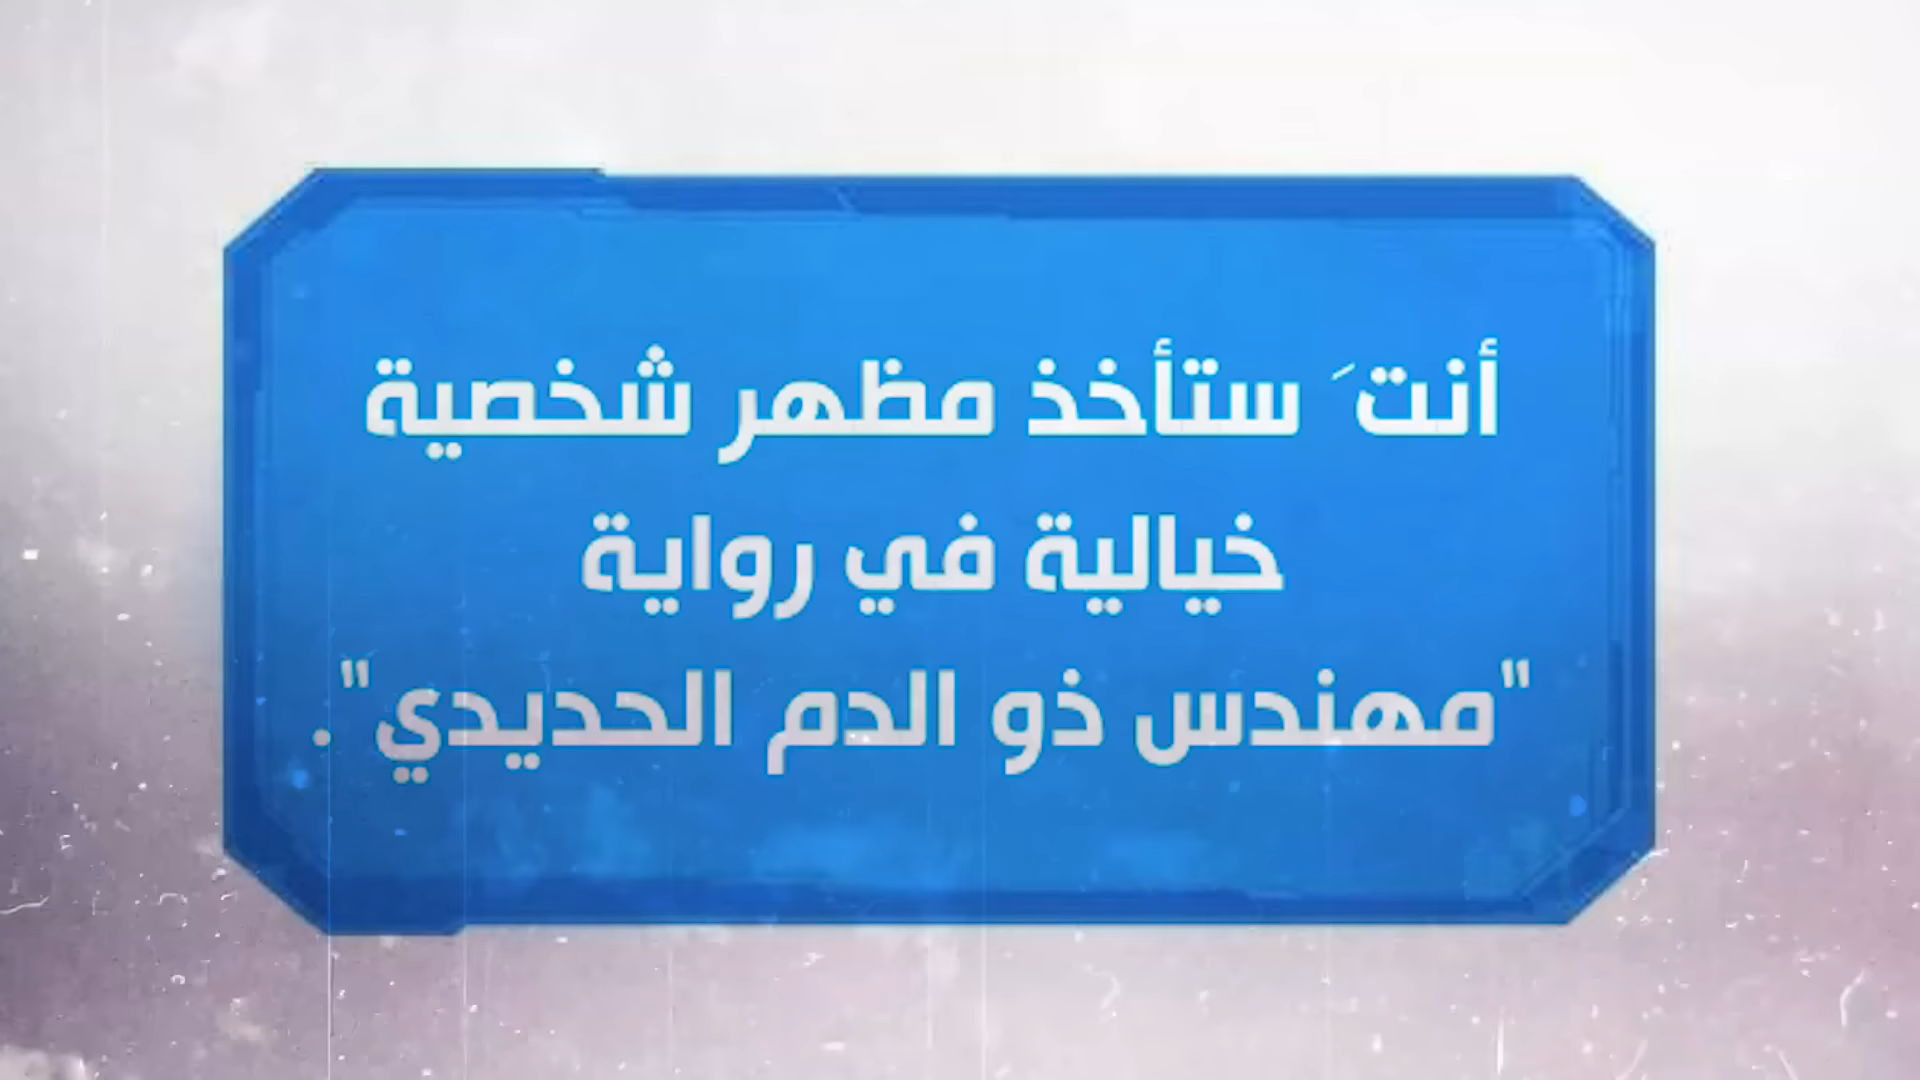 أنتَ ستأخذ مظهر شخصية
خيالية في رواية
"مهندس ذو الدم الحديدي".